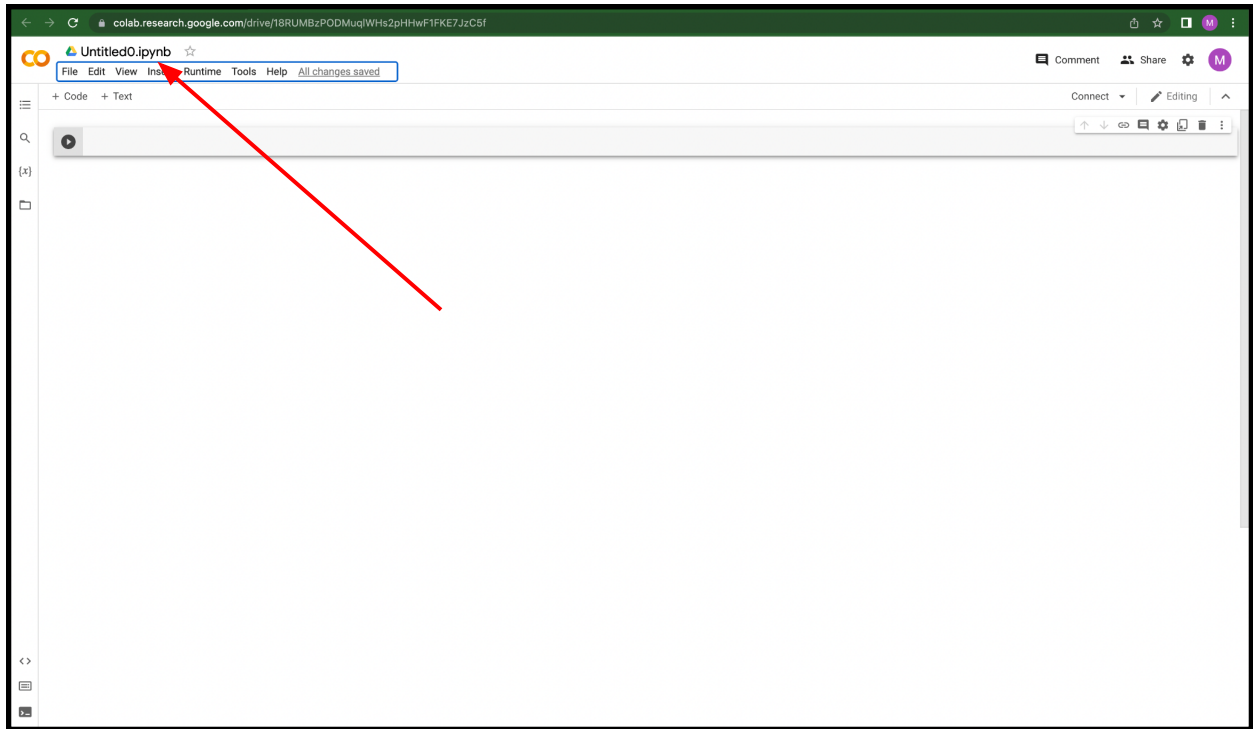 colab.research.google.com/drive/18RUMBzPODMuqlWHs2pHHwF1FKE7JzC5f
M
CO
Untitled0.ipynb
Comment
Share
M
File Edit View Runtime Tools Help All changes saved
+ Code + Text
Connect
Editing
{x}